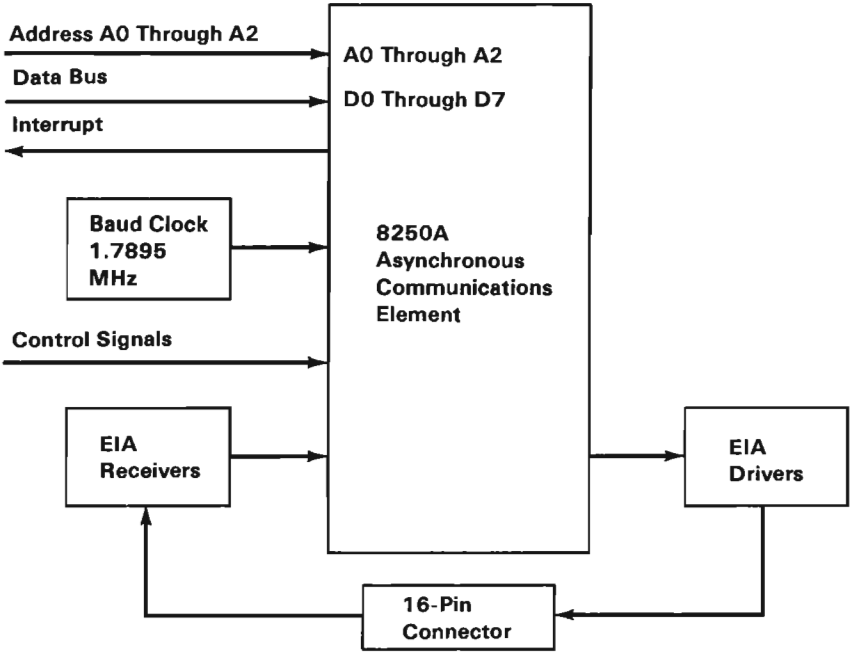 Address A0 Through A2
A0 Through A2
Data Bus
D0 Through D7
Interrupt
Baud Clock
1.7895
MHz
8250A
Asynchronous
Communications
Element
Control Signals
EIA
Receivers
EIA
Drivers
16-Pin
Connector